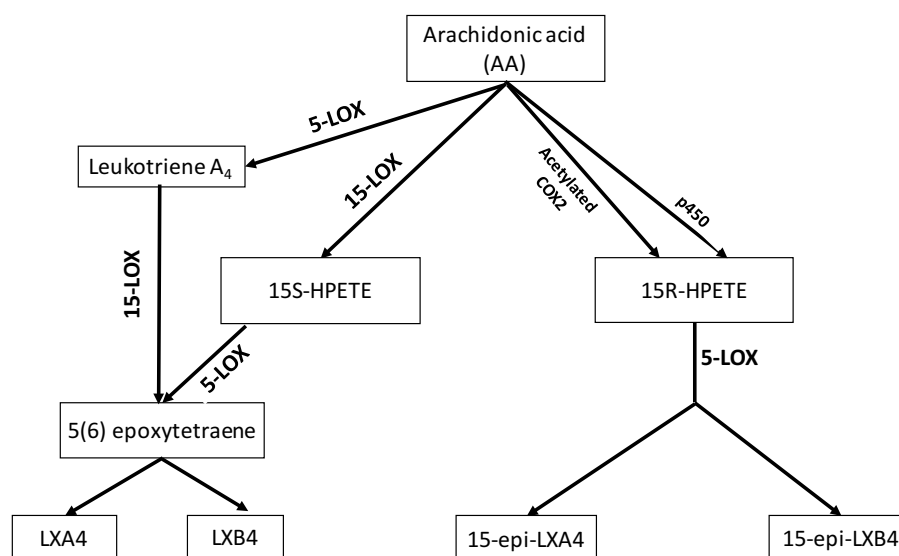 Arachidonic acid
(AA)
5-LOX
Leukotriene A₄
15-LOX
Acetylated
COX2
p450
15-LOX
15S-HPETE
15R-HPETE
5-LOX
5-LOX
5(6) epoxytetraene
LXA4
LXB4
15-epi-LXA4
15-epi-LXB4